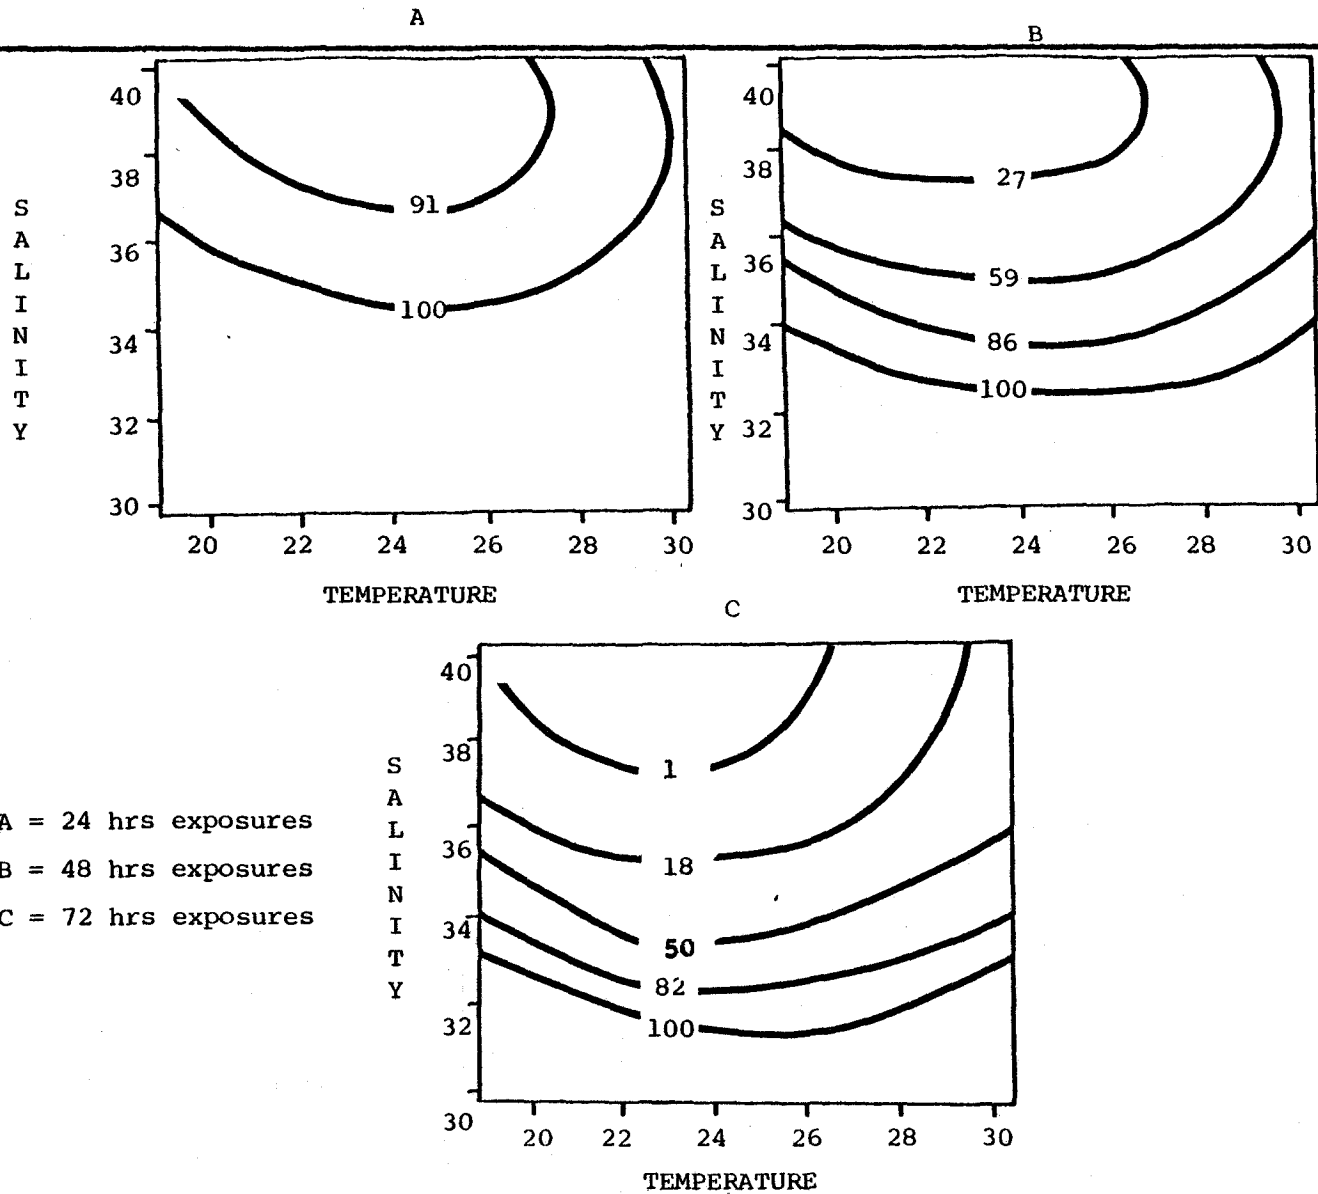 A
B
S
A
L
I
N
I
T
Y
40
38
36
34
32
30
91
100
20 22 24 26 28 30
TEMPERATURE
S
A
L
I
N
I
T
Y
40
38
36
34
32
30
27
59
86
100
20 22 24 26 28 30
TEMPERATURE
C
A = 24 hrs exposures
B = 48 hrs exposures
C = 72 hrs exposures
S
A
L
I
N
I
T
Y
40
38
36
34
32
30
1
18
50
82
100
20 22 24 26 28 30
TEMPERATURE